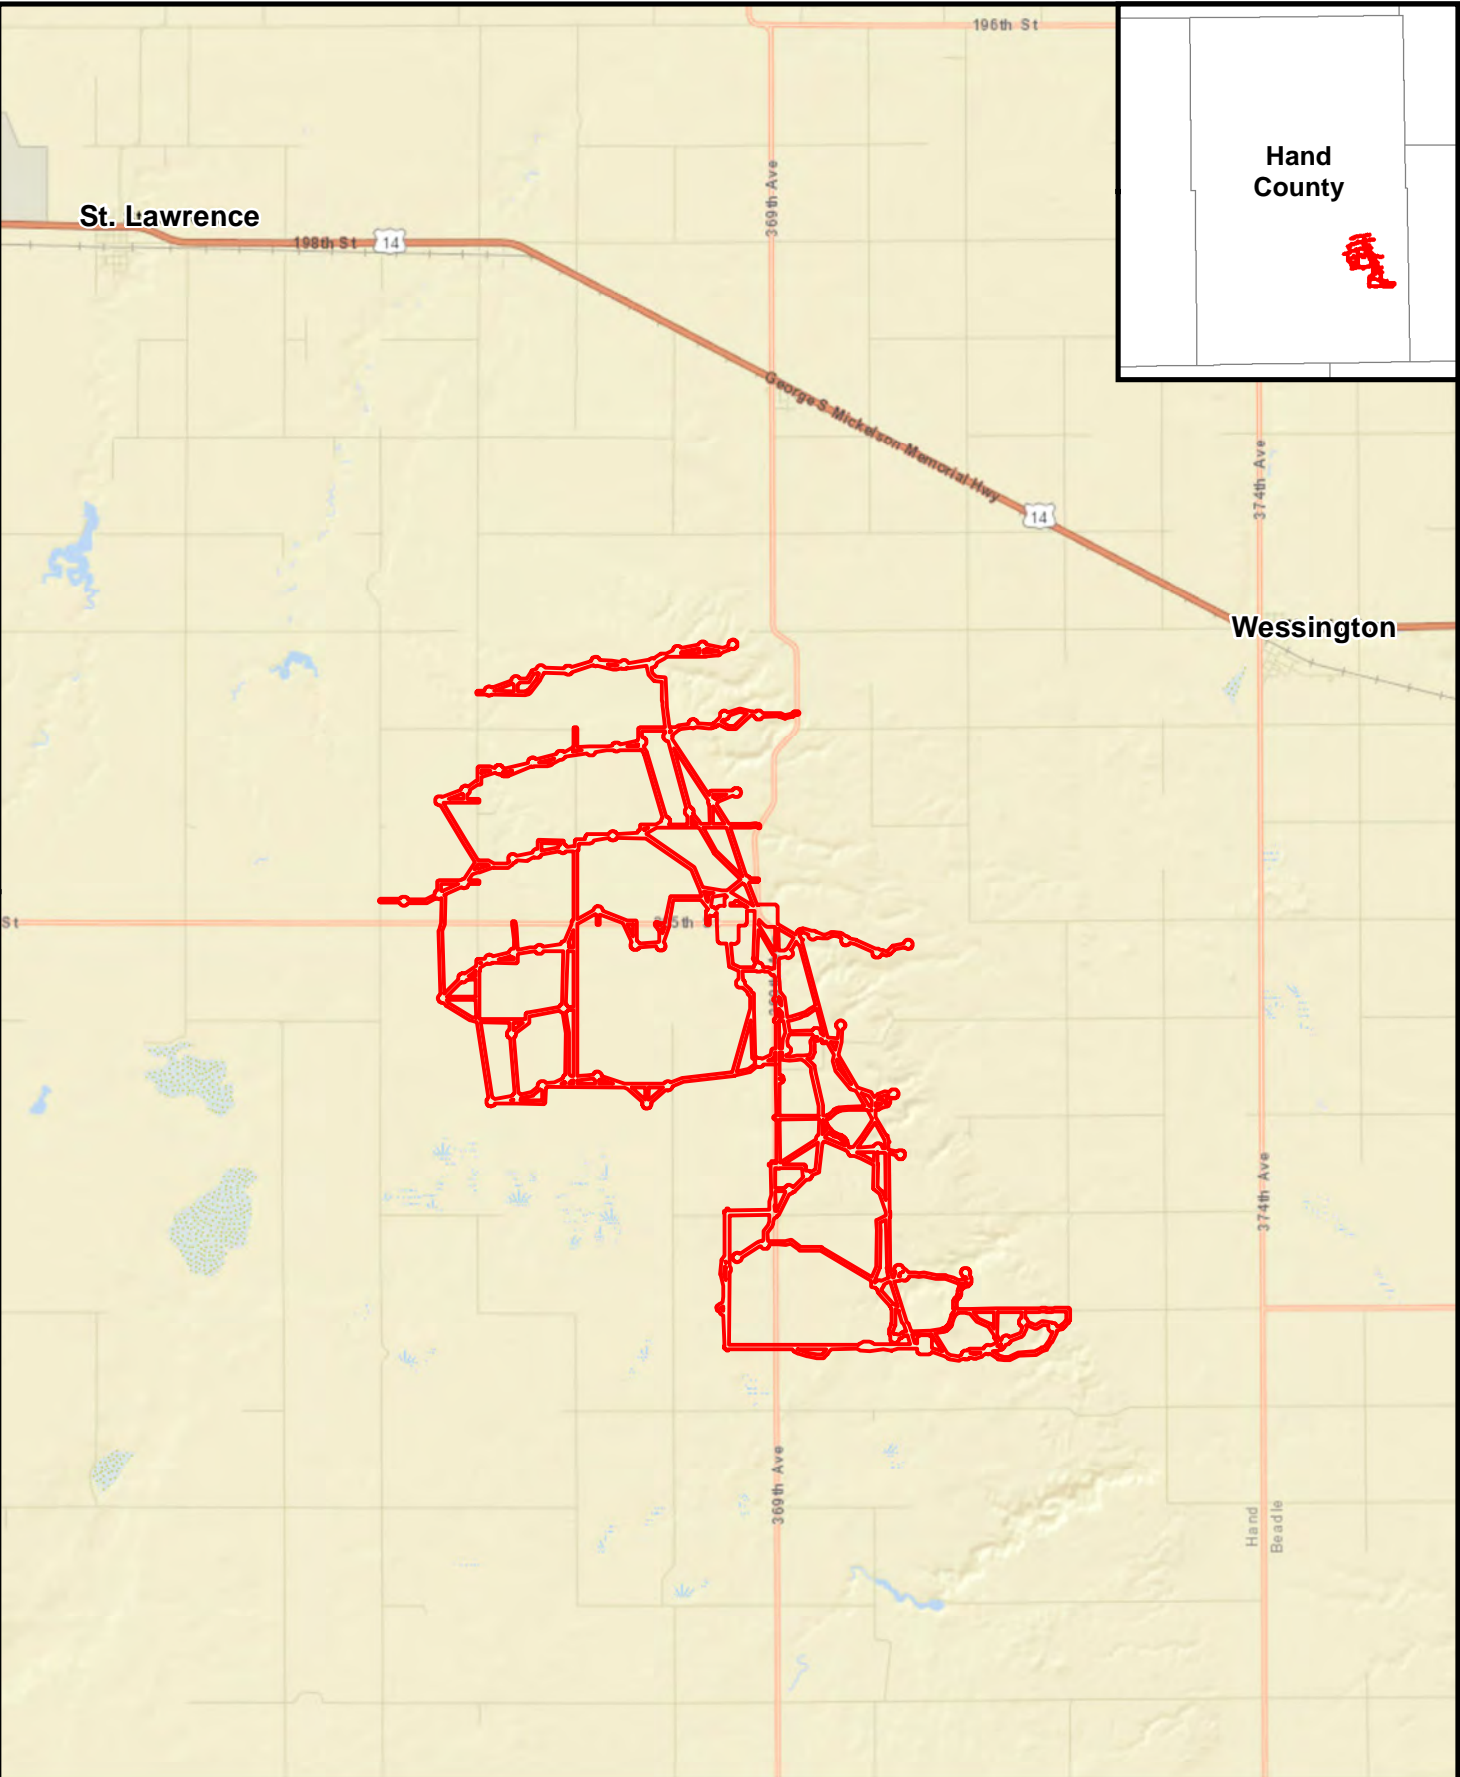 196th St
Hand
County
369th Ave
St. Lawrence
198th St
14
George S Mickelson Memorial Hwy
374th Ave
14
Wessington
St
5th
374th Ave
369th Ave
Hand
Beadle